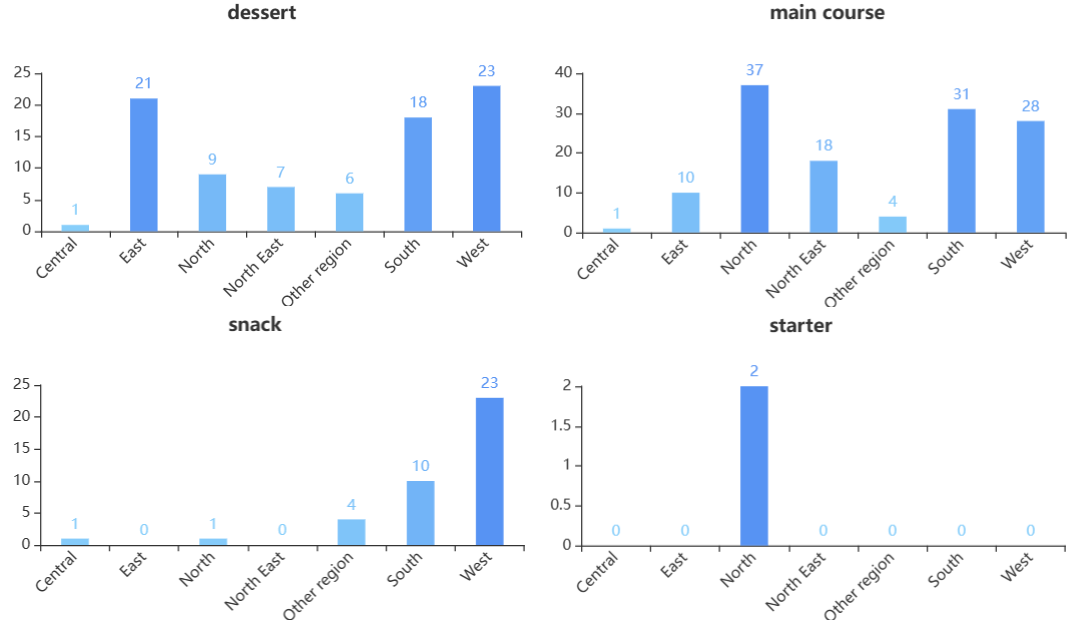 dessert
25
20
15
10
5
0
1
21
9
7
6
18
23
Central
East
North
North East
Other region
South
West
main course
40
30
20
10
0
1
10
37
18
4
31
28
Central
East
North
North East
Other region
South
West
snack
25
20
15
10
5
0
1
0
1
0
4
10
23
Central
East
North
North East
Other region
South
West
starter
2
1.5
1
0.5
0
0
0
2
0
0
0
0
Central
East
North
North East
Other region
South
West